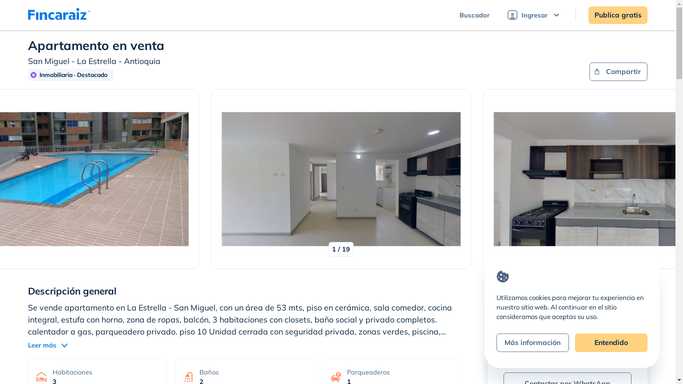 Fincaraiz
Buscador
Ingresar
Publica gratis
Apartamento en venta
San Miguel - La Estrella - Antioquia
Inmobiliaria · Destacado
Compartir
1 / 19
Descripción general
Se vende apartamento en La Estrella - San Miguel, con un área de 53 mts, piso en cerámica, sala comedor, cocina
integral, estufa con horno, zona de ropas, balcón, 3 habitaciones con closets, baño social y privado completos.
calentador a gas, parqueadero privado, piso 10 Unidad cerrada con seguridad privada, zonas verdes, piscina,...
Leer más
Habitaciones
3
Baños
2
Parqueaderos
1
Utilizamos cookies para mejorar tu experiencia en
nuestro sitio web. Al continuar en el sitio
consideramos que aceptas su uso.
Más información
Entendido
Contactar por WhatsApp